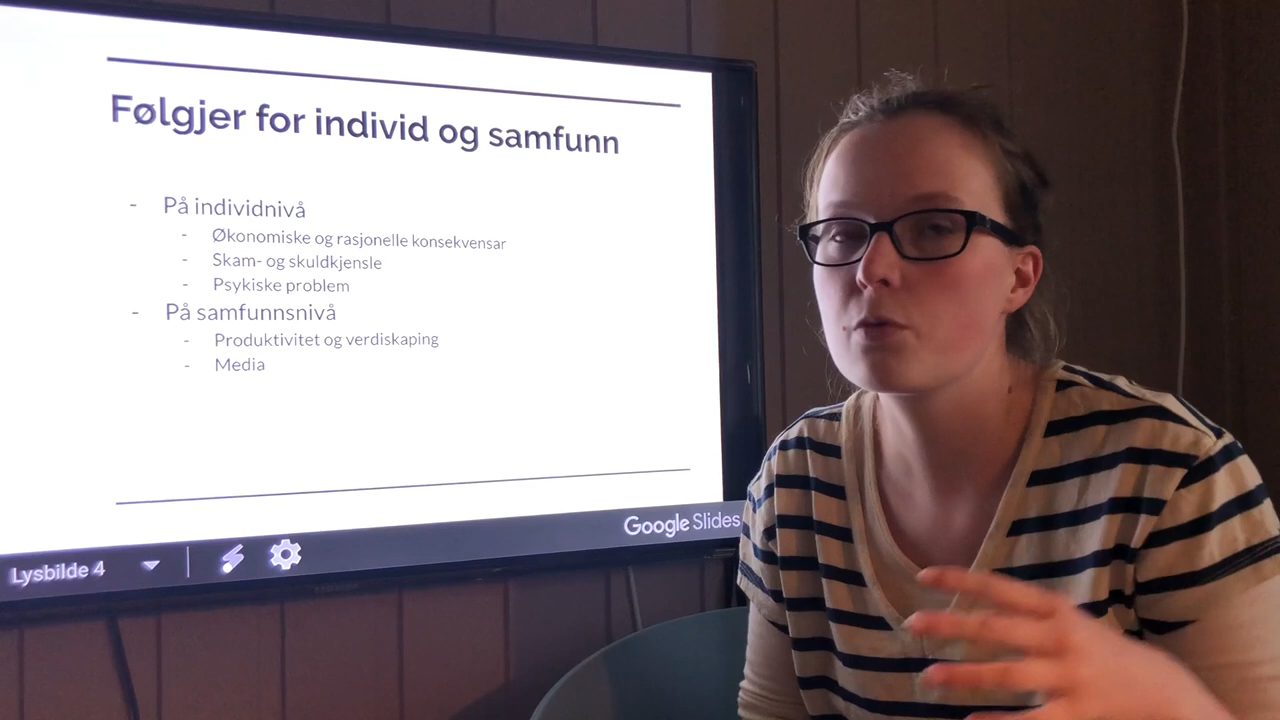 Følgjer for individ og samfunn
- På individnivå
- Økonomiske og rasjonelle konsekvensar
- Skam- og skuldkjensle
- Psykiske problem
- På samfunnsnivå
- Produktivitet og verdiskaping
- Media
Google Slides
Lysbilde 4